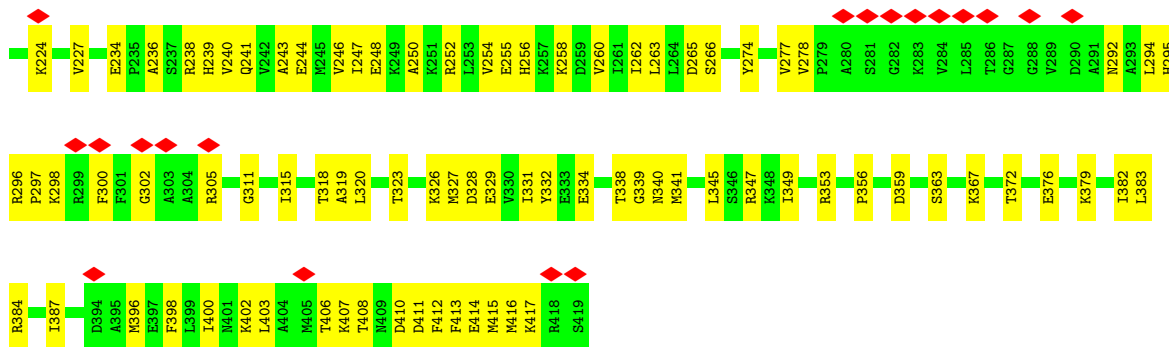 K224 V227 E234 P235 A236 S237 R238 H239 V240 Q241 V242 A243 E244 M245 V246 I247 E248 K249 A250 K251 R252 L253 V254 E255 H256 K257 K258 D259 V260 I261 I262 L263 L264 D265 S266 Y274 V277 V278 P279 A280 S281 G282 K283 V284 L285 T286 G287 G288 V289 D290 A291 N292 A293 L294 H295
R296 P297 K298 R299 F300 F301 G302 A303 A304 R305 G311 I315 T318 A319 L320 T323 K326 M327 D328 E329 V330 I331 Y332 E333 E334 T338 G339 N340 M341 L345 S346 R347 K348 I349 R353 P356 D359 S363 K367 T372 E376 K379 I382 L383
R384 I387 D394 A395 M396 E397 F398 L399 I400 N401 K402 L403 A404 M405 T406 K407 T408 N409 D410 D411 F412 F413 E414 M415 M416 K417 R418 S419